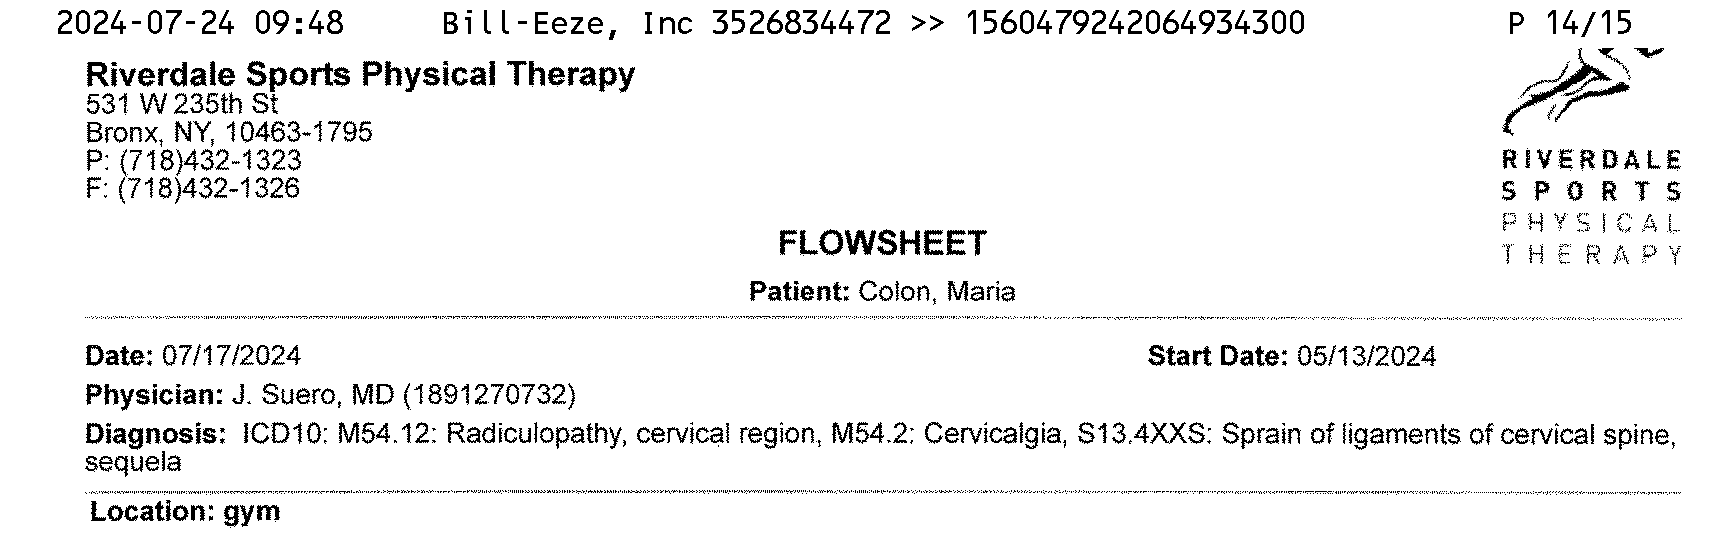 2024-07-24 09:48 Bill-Eeze, Inc 3526834472 >> 15604792420649​34300 P 14/15
Riverdale Sports Physical Therapy
531 W 235th St
Bronx, NY, 10463-1795
P: (718)432-1323
F: (718)432-1326
RIVERDALE
SPORTS
PHYSICAL
THERAPY
FLOWSHEET
Patient: Colon, Maria
Date: 07/17/2024 Start Date: 05/13/2024
Physician: J. Suero, MD (1891270732)
Diagnosis: ICD10: M54.12: Radiculopathy, cervical region, M54.2: Cervicalgia, S13.4XXS: Sprain of ligaments of cervical spine,
sequela
Location: gym